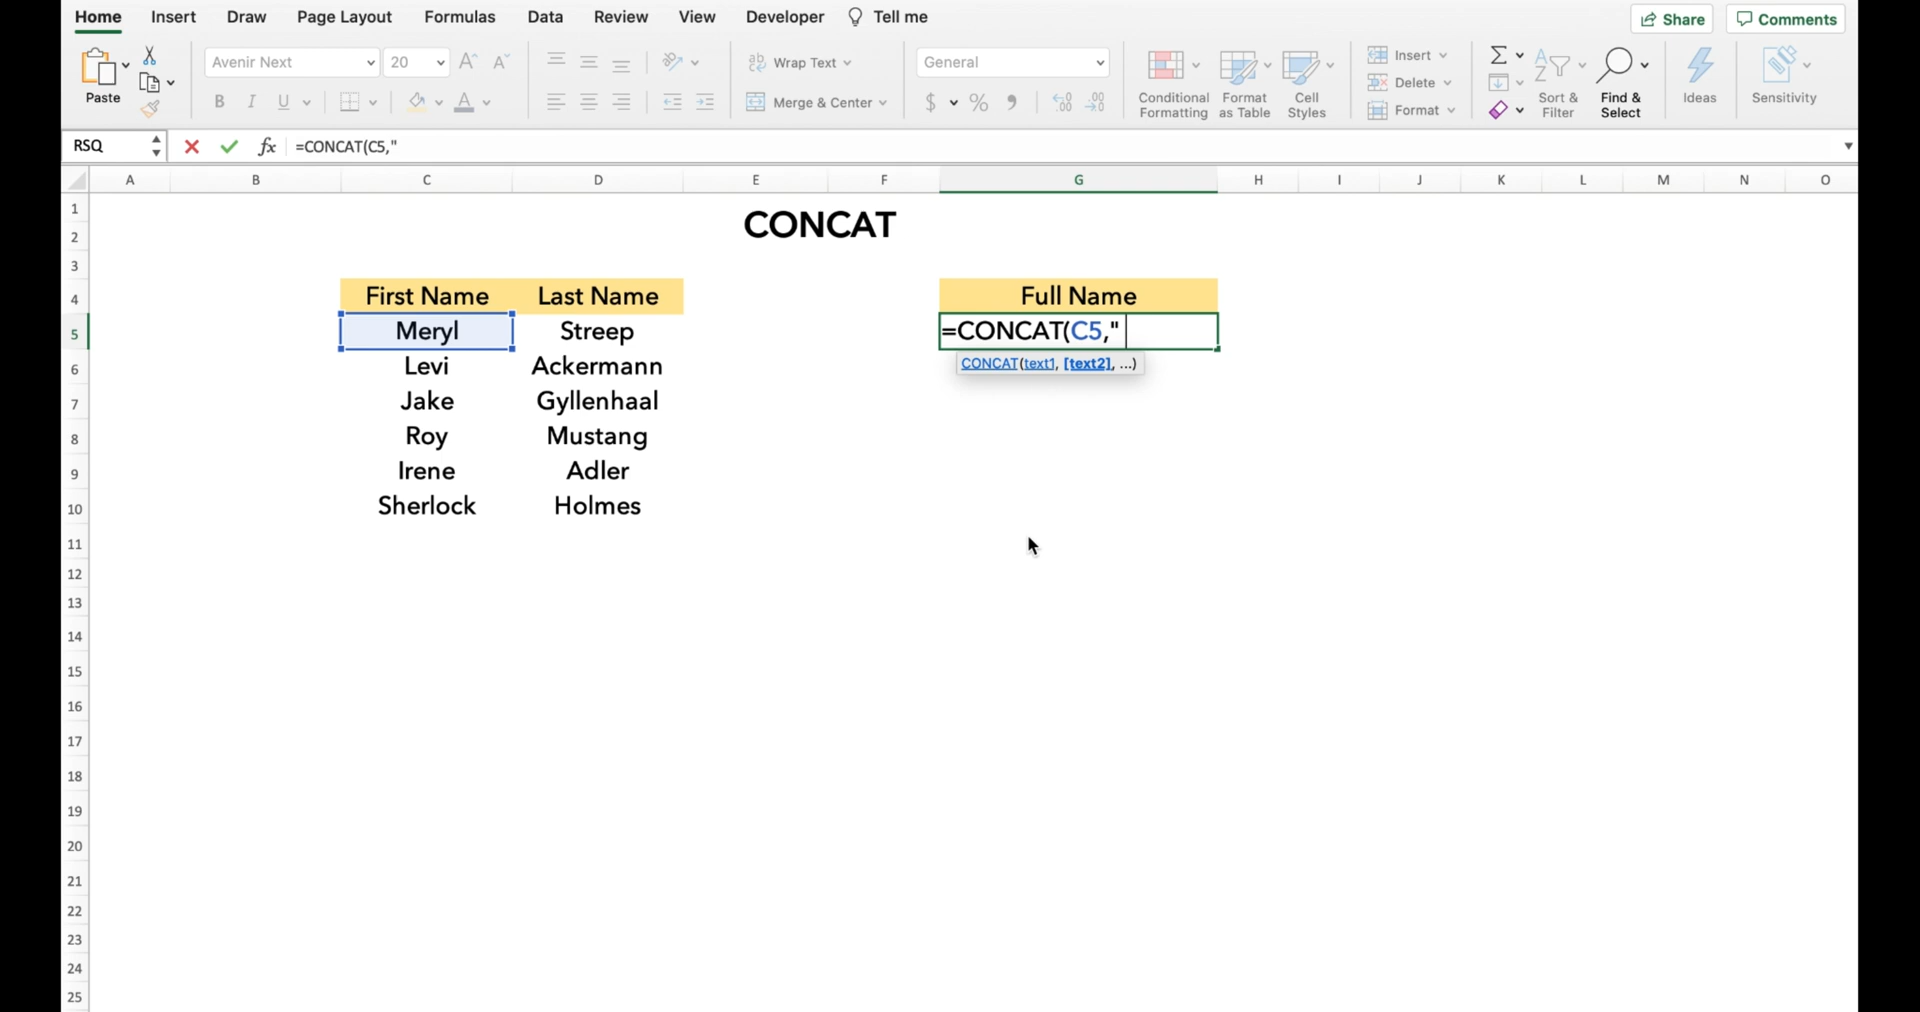 Home Insert Draw Page Layout Formulas Data Review View Developer Tell me Share Comments
Paste Avenir Next 20 A A Wrap Text General Insert
B I U A Merge & Center $ % Delete
Conditional Formatting Format as Table Cell Styles Format Sort & Filter Find & Select Ideas Sensitivity
RSQ fx =CONCAT(C5,"
A B C D E F G H I J K L M N O
1 CONCAT
2
3
4 First Name Last Name Full Name
5 Meryl Streep =CONCAT(C5,"
CONCAT(text1, [text2], ...)
6 Levi Ackermann
7 Jake Gyllenhaal
8 Roy Mustang
9 Irene Adler
10 Sherlock Holmes
11
12
13
14
15
16
17
18
19
20
21
22
23
24
25